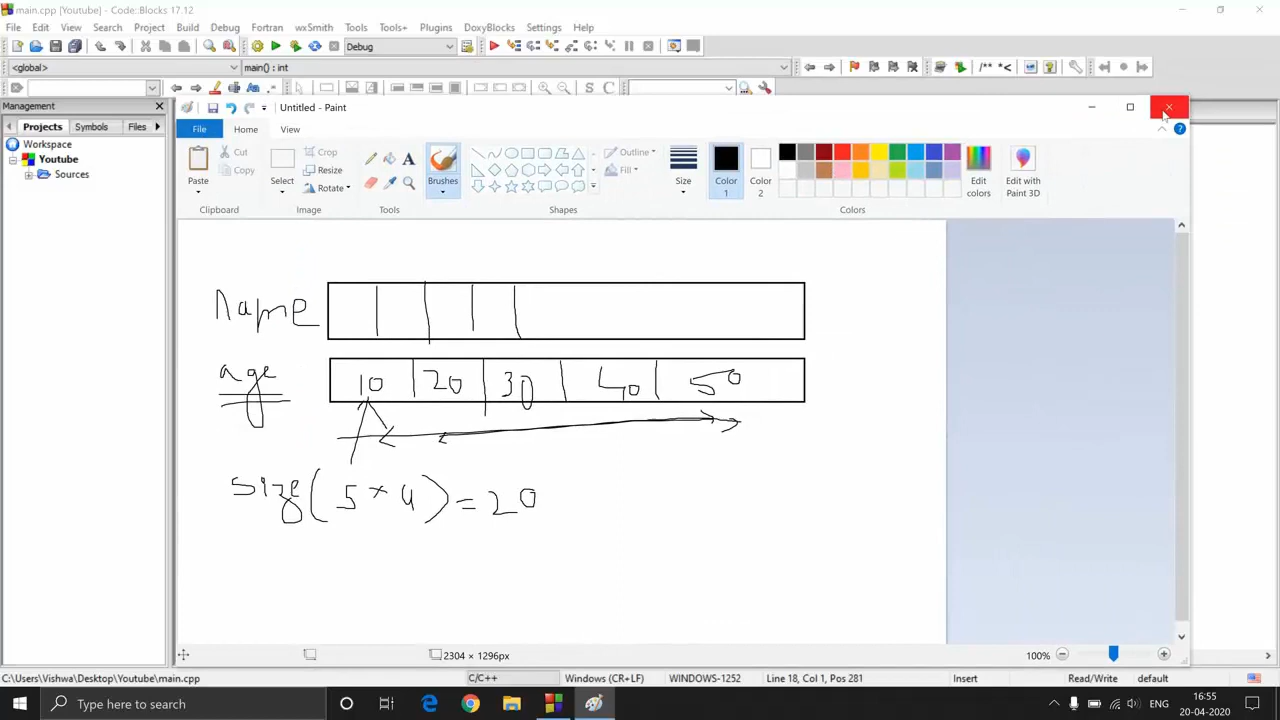 main.cpp [Youtube] - Code::Blocks 17.12
File Edit View Search Project Build Debug Fortran wxSmith Tools Tools+ Plugins DoxyBlocks Settings Help
Debug
<global> main() : int
/** *<
S C
Management
Projects Symbols Files
Workspace
Youtube
Sources
Untitled - Paint
File Home View
Paste
Cut
Copy
Clipboard
Select
Crop
Resize
Rotate
Image
A
Tools
Brushes
Outline
Fill
Shapes
Size
Color 1
Color 2
Edit colors
Edit with Paint 3D
Colors
name
age 10 20 30 40 50
size(5*4)=20
2304 × 1296px 100%
C:\Users\Vishwa\Desktop\Youtube\main.cpp C/C++ Windows (CR+LF) WINDOWS-1252 Line 18, Col 1, Pos 281 Insert Read/Write default
Type here to search
ENG
16:55
20-04-2020